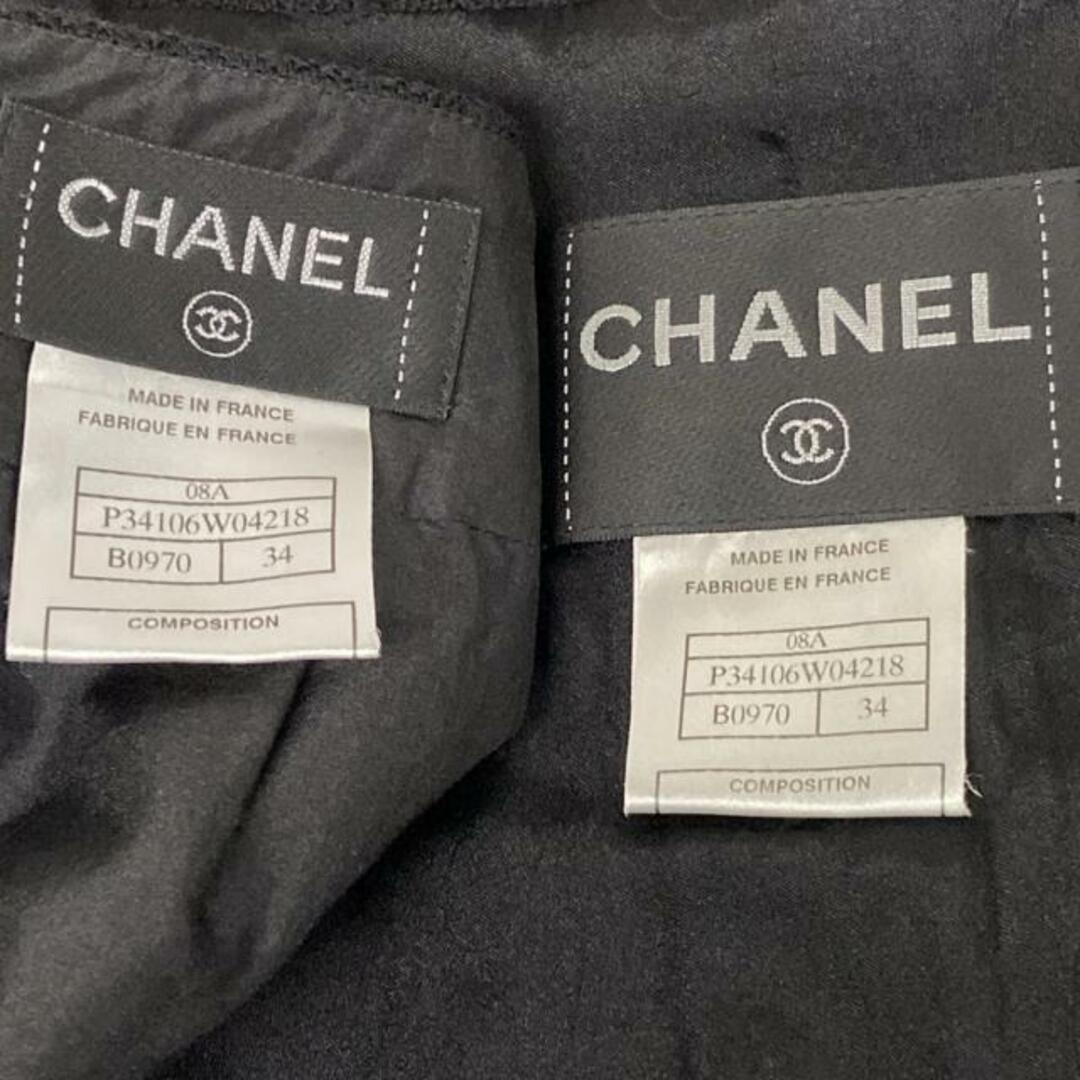 CHANEL
MADE IN FRANCE
FABRIQUE EN FRANCE
08A
P34106W04218
B0970 34
COMPOSITION
CHANEL
MADE IN FRANCE
FABRIQUE EN FRANCE
08A
P34106W04218
B0970 34
COMPOSITION